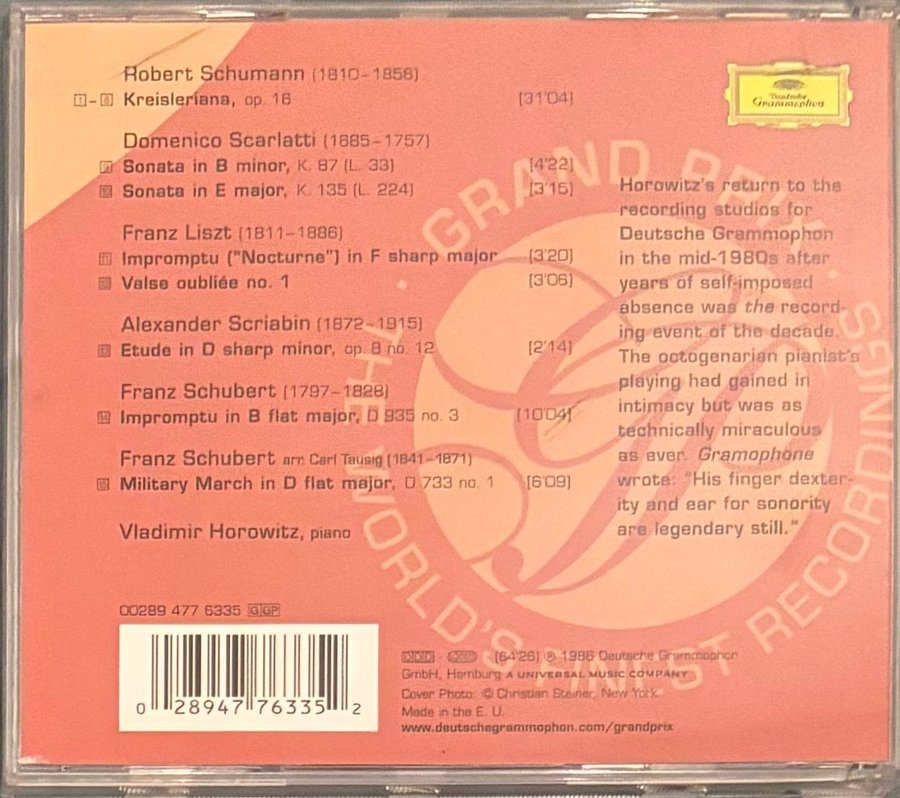 Robert Schumann (1810–1856)
1–8 Kreisleriana, op. 16 [31'04]
Domenico Scarlatti (1685–1757)
Sonata in B minor, K. 87 (L. 33) [4'22]
Sonata in E major, K. 135 (L. 224) [3'15]
Franz Liszt (1811–1886)
Impromptu ("Nocturne") in F sharp major [3'20]
Valse oubliée no. 1 [3'06]
Alexander Scriabin (1872–1915)
Etude in D sharp minor, op. 8 no. 12 [2'14]
Franz Schubert (1797–1828)
Impromptu in B flat major, D 935 no. 3 [10'04]
Franz Schubert arr. Carl Tausig (1841–1871)
Military March in D flat major, D 733 no. 1 [6'09]
Vladimir Horowitz, piano
Deutsche
Grammophon
Horowitz's return to the
recording studios for
Deutsche Grammophon
in the mid-1980s after
years of self-imposed
absence was the record-
ing event of the decade.
The octogenarian pianist's
playing had gained in
intimacy but was as
technically miraculous
as ever. Gramophone
wrote: "His finger dexter-
ity and ear for sonority
are legendary still."
· GRAND PRIX · THE WORLD'S FINEST RECORDINGS
00289 477 6335 G GP
0 28947 76335 2
DDD · [64'26] ℗ 1986 Deutsche Grammophon
GmbH, Hamburg A UNIVERSAL MUSIC COMPANY
Cover Photo: © Christian Steiner, New York
Made in the E. U.
www.deutschegrammophon.com/grandprix